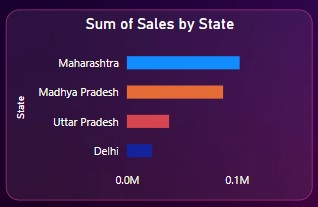 Sum of Sales by State
State
Maharashtra
Madhya Pradesh
Uttar Pradesh
Delhi
0.0M 0.1M